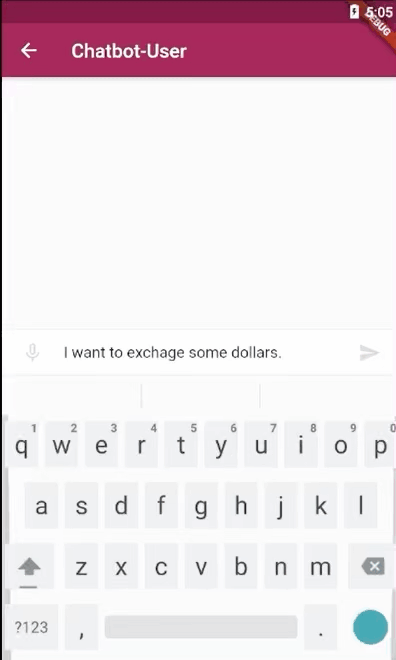 5:05
DEBUG
Chatbot-User
I want to exchage some dollars.
1 2 3 4 5 6 7 8 9 0
q w e r t y u i o p
a s d f g h j k l
z x c v b n m
?123 , .